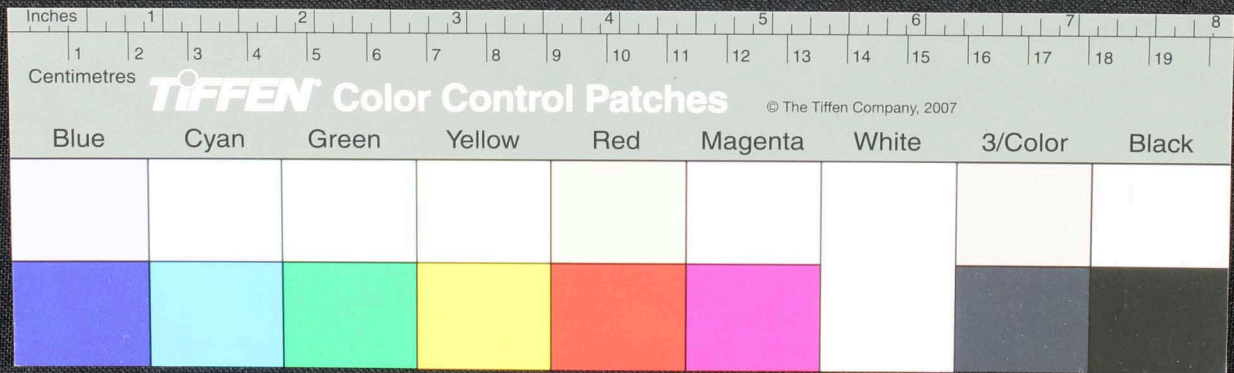 Inches 1 2 3 4 5 6 7 8
1 2 3 4 5 6 7 8 9 10 11 12 13 14 15 16 17 18 19
Centimetres
TIFFEN® Color Control Patches © The Tiffen Company, 2007
Blue Cyan Green Yellow Red Magenta White 3/Color Black